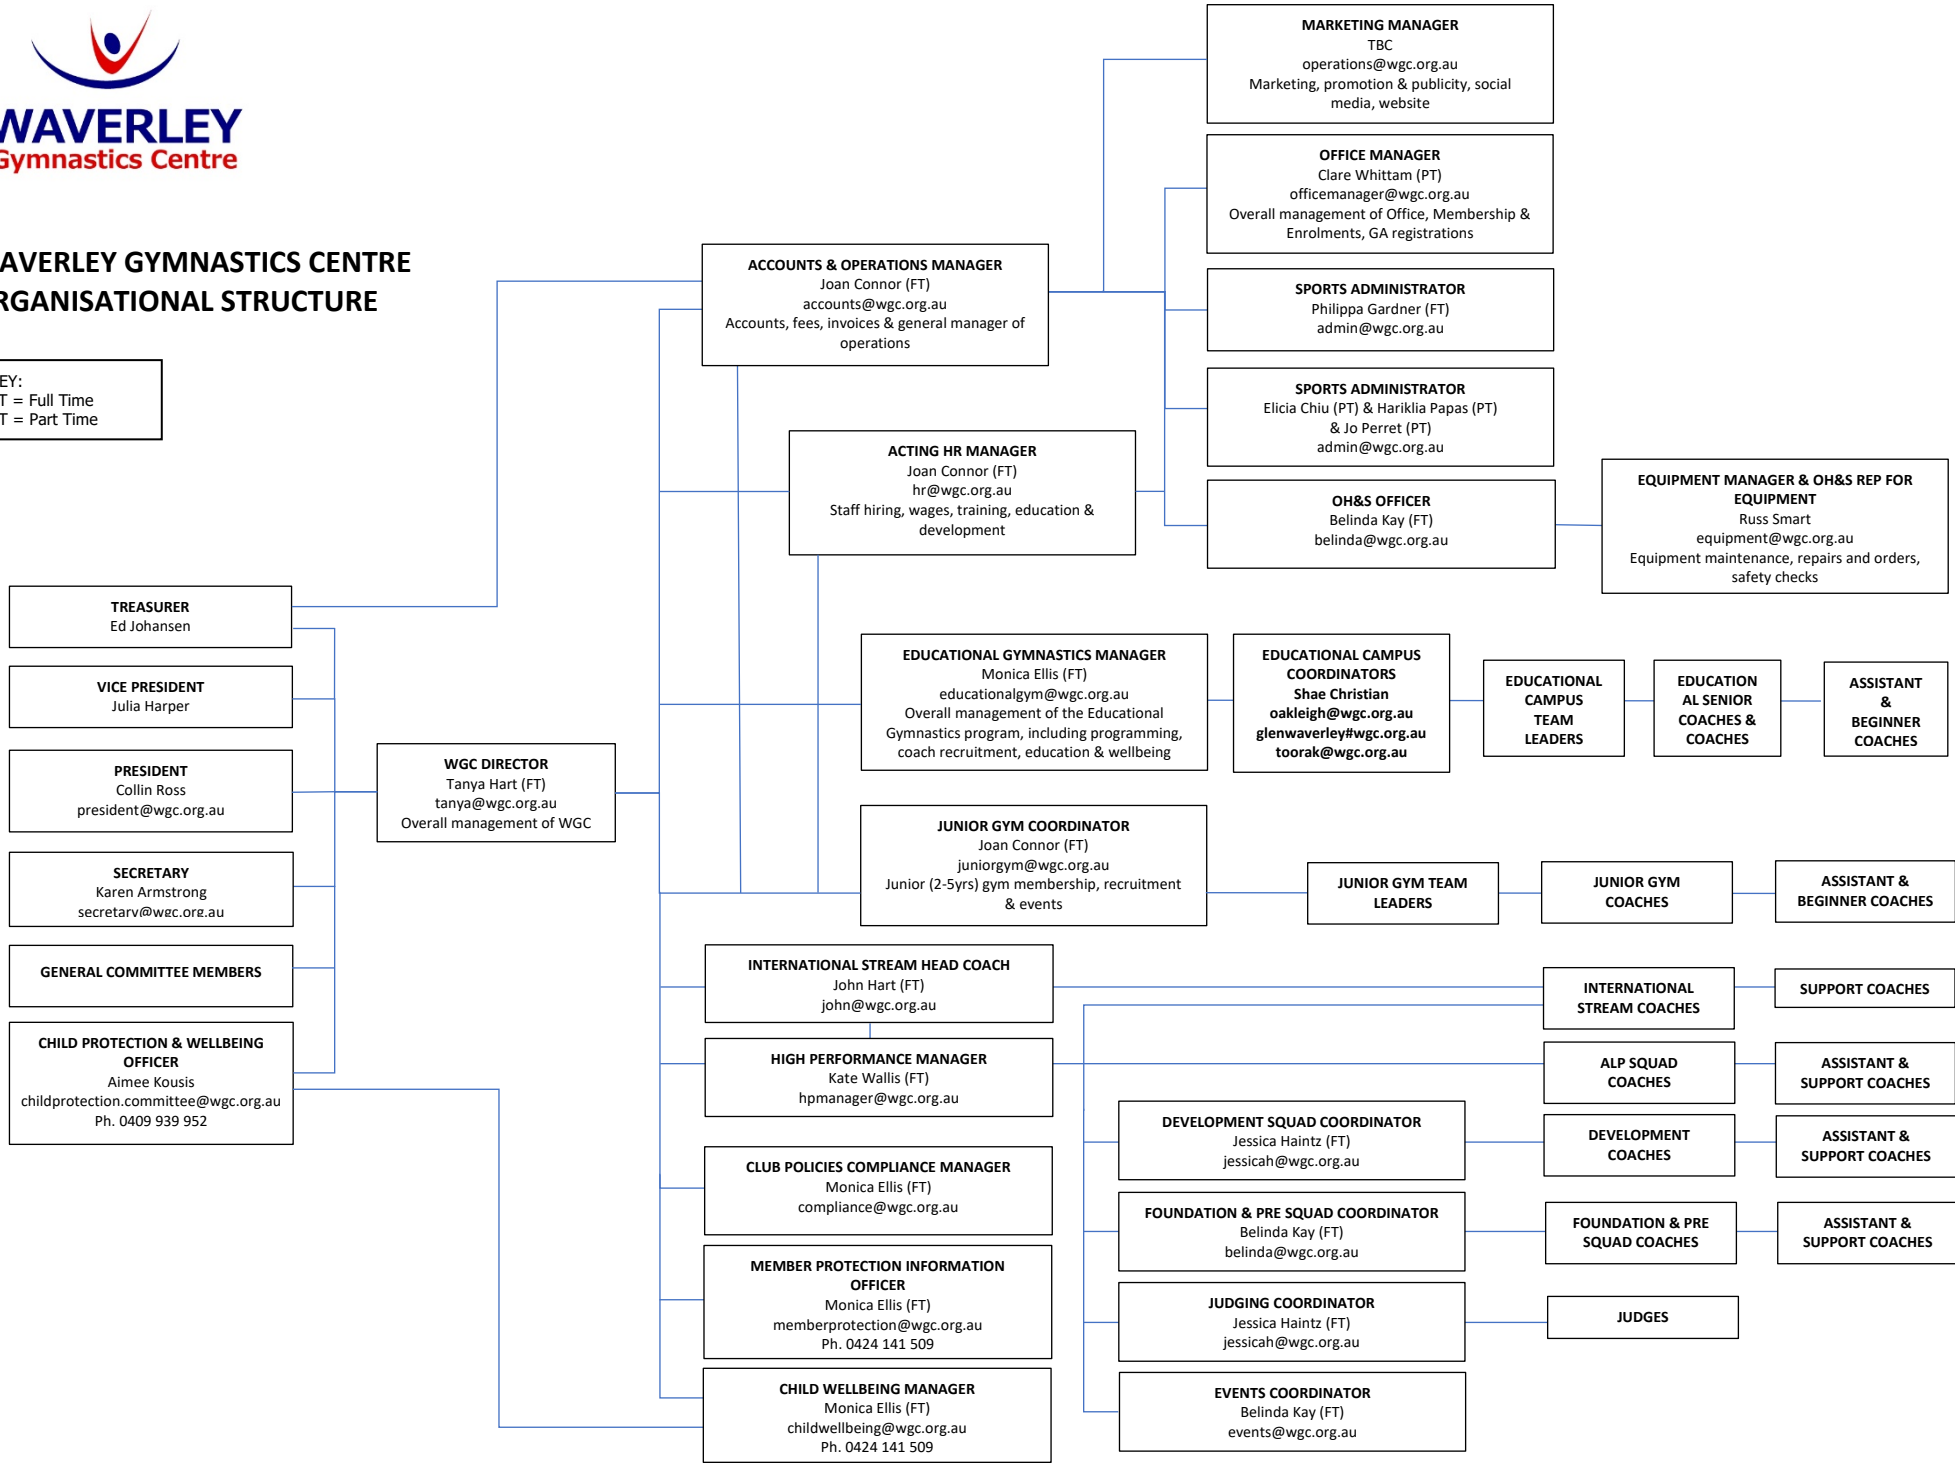 WAVERLEY
Gymnastics Centre
AVERLEY GYMNASTICS CENTRE
RGANISATIONAL STRUCTURE
EY:
T = Full Time
T = Part Time
TREASURER
Ed Johansen
VICE PRESIDENT
Julia Harper
PRESIDENT
Collin Ross
president@wgc.org.au
SECRETARY
Karen Armstrong
secretary@wgc.org.au
GENERAL COMMITTEE MEMBERS
CHILD PROTECTION & WELLBEING
OFFICER
Aimee Kousis
childprotection.committee@wgc.org.au
Ph. 0409 939 952
WGC DIRECTOR
Tanya Hart (FT)
tanya@wgc.org.au
Overall management of WGC
ACCOUNTS & OPERATIONS MANAGER
Joan Connor (FT)
accounts@wgc.org.au
Accounts, fees, invoices & general manager of
operations
ACTING HR MANAGER
Joan Connor (FT)
hr@wgc.org.au
Staff hiring, wages, training, education &
development
MARKETING MANAGER
TBC
operations@wgc.org.au
Marketing, promotion & publicity, social
media, website
OFFICE MANAGER
Clare Whittam (PT)
officemanager@wgc.org.au
Overall management of Office, Membership &
Enrolments, GA registrations
SPORTS ADMINISTRATOR
Philippa Gardner (FT)
admin@wgc.org.au
SPORTS ADMINISTRATOR
Elicia Chiu (PT) & Hariklia Papas (PT)
& Jo Perret (PT)
admin@wgc.org.au
OH&S OFFICER
Belinda Kay (FT)
belinda@wgc.org.au
EQUIPMENT MANAGER & OH&S REP FOR
EQUIPMENT
Russ Smart
equipment@wgc.org.au
Equipment maintenance, repairs and orders,
safety checks
EDUCATIONAL GYMNASTICS MANAGER
Monica Ellis (FT)
educationalgym@wgc.org.au
Overall management of the Educational
Gymnastics program, including programming,
coach recruitment, education & wellbeing
EDUCATIONAL CAMPUS
COORDINATORS
Shae Christian
oakleigh@wgc.org.au
glenwaverley#wgc.org.au
toorak@wgc.org.au
EDUCATIONAL
CAMPUS
TEAM
LEADERS
EDUCATION
AL SENIOR
COACHES &
COACHES
ASSISTANT
&
BEGINNER
COACHES
JUNIOR GYM COORDINATOR
Joan Connor (FT)
juniorgym@wgc.org.au
Junior (2-5yrs) gym membership, recruitment
& events
JUNIOR GYM TEAM
LEADERS
JUNIOR GYM
COACHES
ASSISTANT &
BEGINNER COACHES
INTERNATIONAL STREAM HEAD COACH
John Hart (FT)
john@wgc.org.au
INTERNATIONAL
STREAM COACHES
SUPPORT COACHES
HIGH PERFORMANCE MANAGER
Kate Wallis (FT)
hpmanager@wgc.org.au
ALP SQUAD
COACHES
ASSISTANT &
SUPPORT COACHES
CLUB POLICIES COMPLIANCE MANAGER
Monica Ellis (FT)
compliance@wgc.org.au
DEVELOPMENT SQUAD COORDINATOR
Jessica Haintz (FT)
jessicah@wgc.org.au
DEVELOPMENT
COACHES
ASSISTANT &
SUPPORT COACHES
FOUNDATION & PRE SQUAD COORDINATOR
Belinda Kay (FT)
belinda@wgc.org.au
FOUNDATION & PRE
SQUAD COACHES
ASSISTANT &
SUPPORT COACHES
MEMBER PROTECTION INFORMATION
OFFICER
Monica Ellis (FT)
memberprotection@wgc.org.au
Ph. 0424 141 509
JUDGING COORDINATOR
Jessica Haintz (FT)
jessicah@wgc.org.au
JUDGES
CHILD WELLBEING MANAGER
Monica Ellis (FT)
childwellbeing@wgc.org.au
Ph. 0424 141 509
EVENTS COORDINATOR
Belinda Kay (FT)
events@wgc.org.au